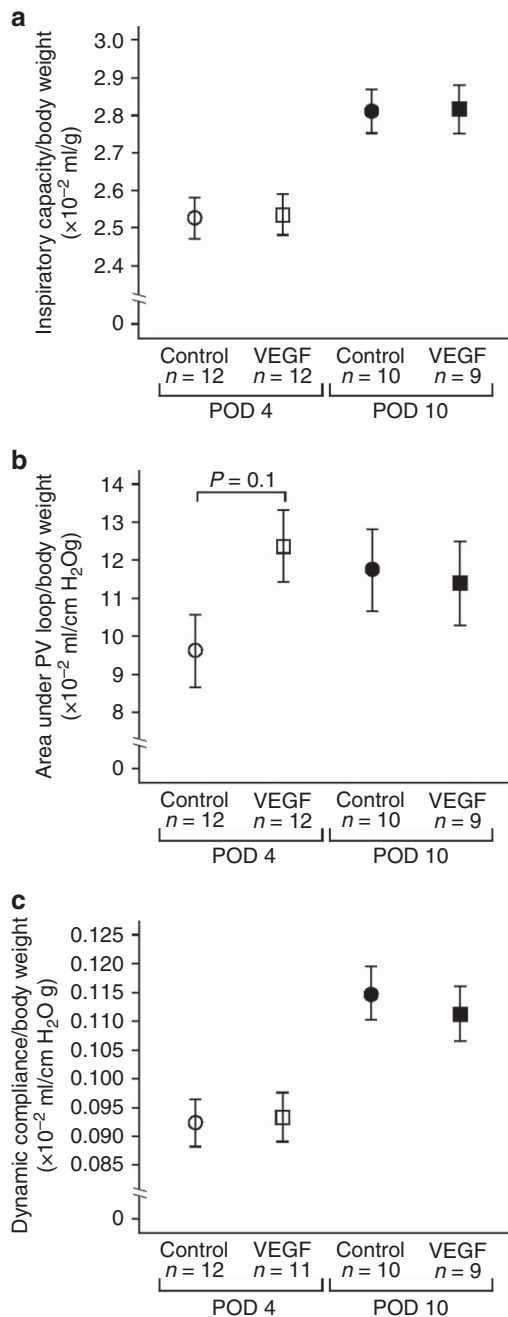 a
Inspiratory capacity/body weight
(×10⁻² ml/g)
3.0
2.9
2.8
2.7
2.6
2.5
2.4
0
Control VEGF Control VEGF
n = 12 n = 12 n = 10 n = 9
POD 4 POD 10
b
Area under PV loop/body weight
(×10⁻² ml/cm H₂Og)
14
13
12
11
10
9
8
0
P = 0.1
Control VEGF Control VEGF
n = 12 n = 12 n = 10 n = 9
POD 4 POD 10
c
Dynamic compliance/body weight
(×10⁻² ml/cm H₂O g)
0.125
0.120
0.115
0.110
0.105
0.100
0.095
0.090
0.085
0
Control VEGF Control VEGF
n = 12 n = 11 n = 10 n = 9
POD 4 POD 10